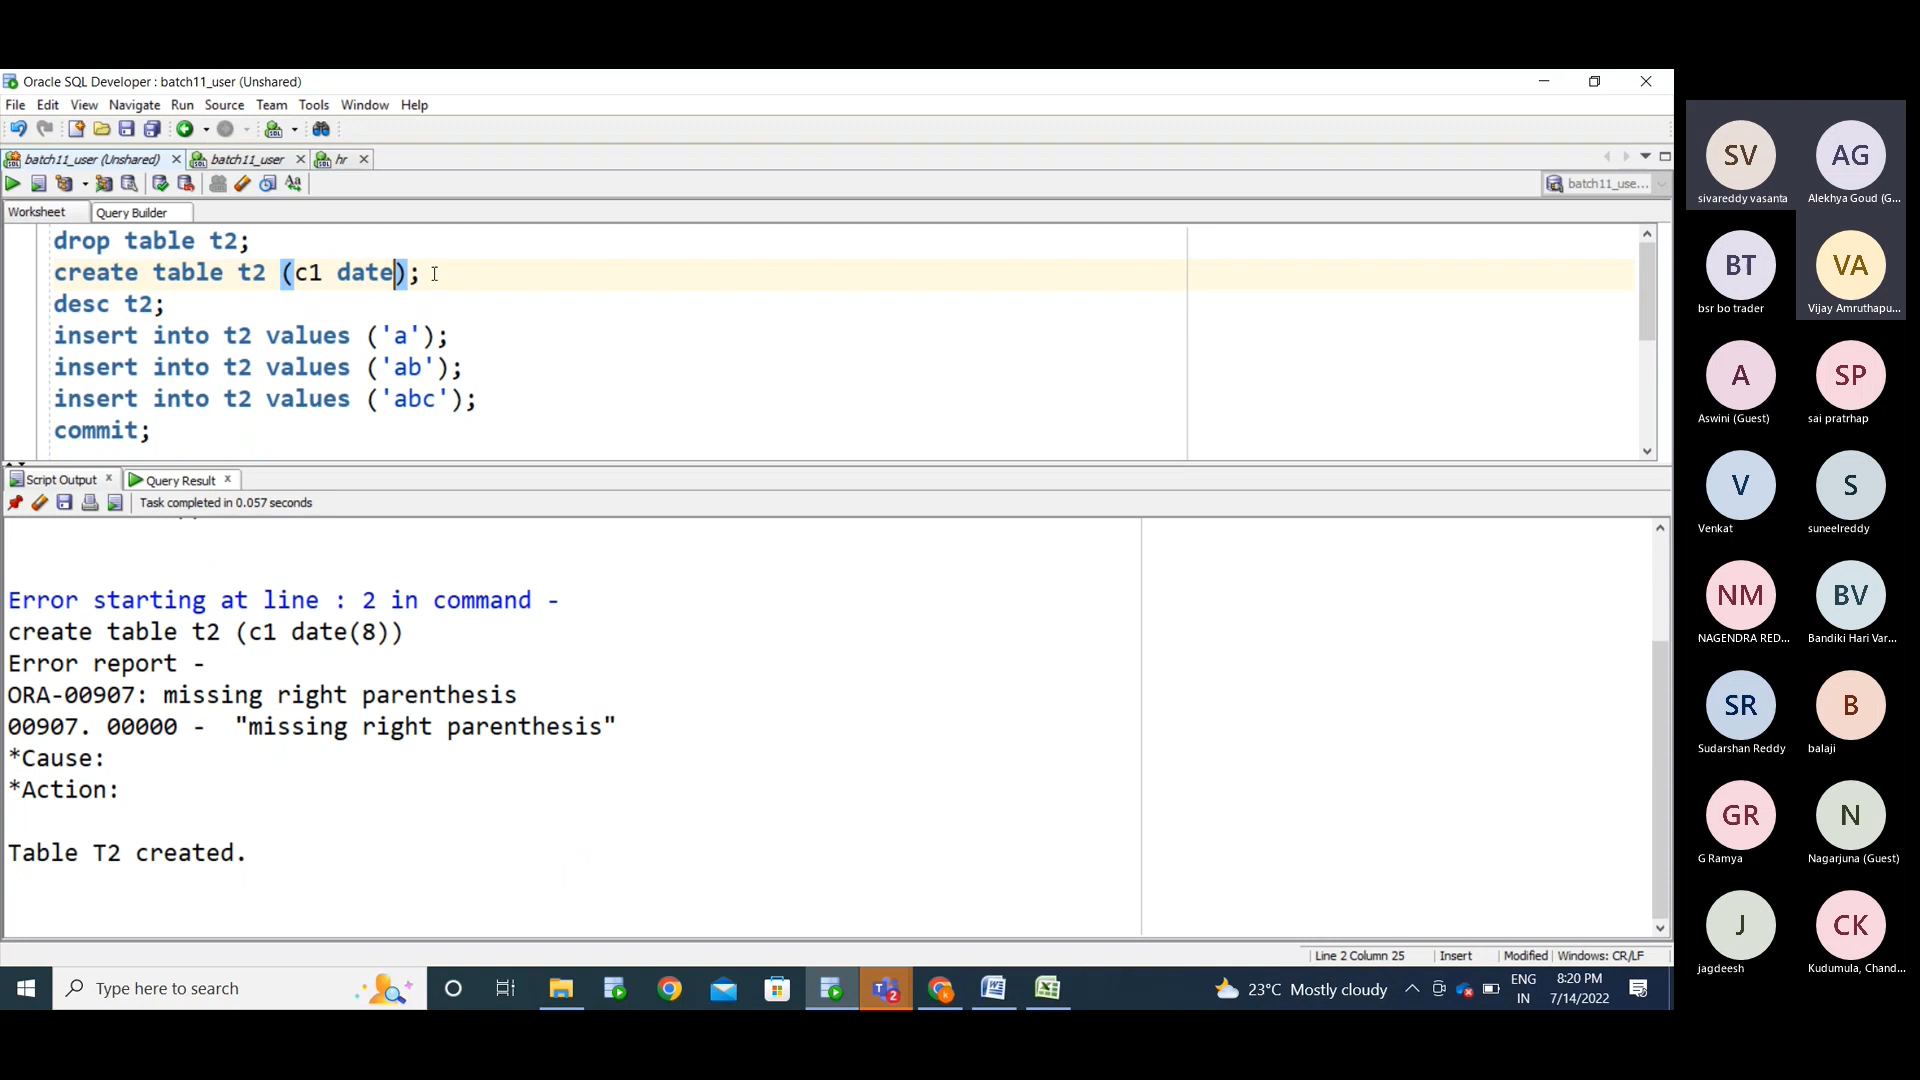 Oracle SQL Developer : batch11_user (Unshared)
File Edit View Navigate Run Source Team Tools Window Help
batch11_user (Unshared) batch11_user hr
batch11_use...
Worksheet Query Builder
drop table t2;
create table t2 (c1 date);
desc t2;
insert into t2 values ('a');
insert into t2 values ('ab');
insert into t2 values ('abc');
commit;
Script Output Query Result
Task completed in 0.057 seconds
Error starting at line : 2 in command -
create table t2 (c1 date(8))
Error report -
ORA-00907: missing right parenthesis
00907. 00000 - "missing right parenthesis"
*Cause:
*Action:
Table T2 created.
Line 2 Column 25 Insert Modified Windows: CR/LF
Type here to search
2
23°C Mostly cloudy
ENG
IN
8:20 PM
7/14/2022
SV AG
sivareddy vasanta Alekhya Goud (G...
BT VA
bsr bo trader Vijay Amruthapu...
A SP
Aswini (Guest) sai pratrhap
V S
Venkat suneelreddy
NM BV
NAGENDRA RED... Bandiki Hari Var...
SR B
Sudarshan Reddy balaji
GR N
G Ramya Nagarjuna (Guest)
J CK
jagdeesh Kudumula, Chand...